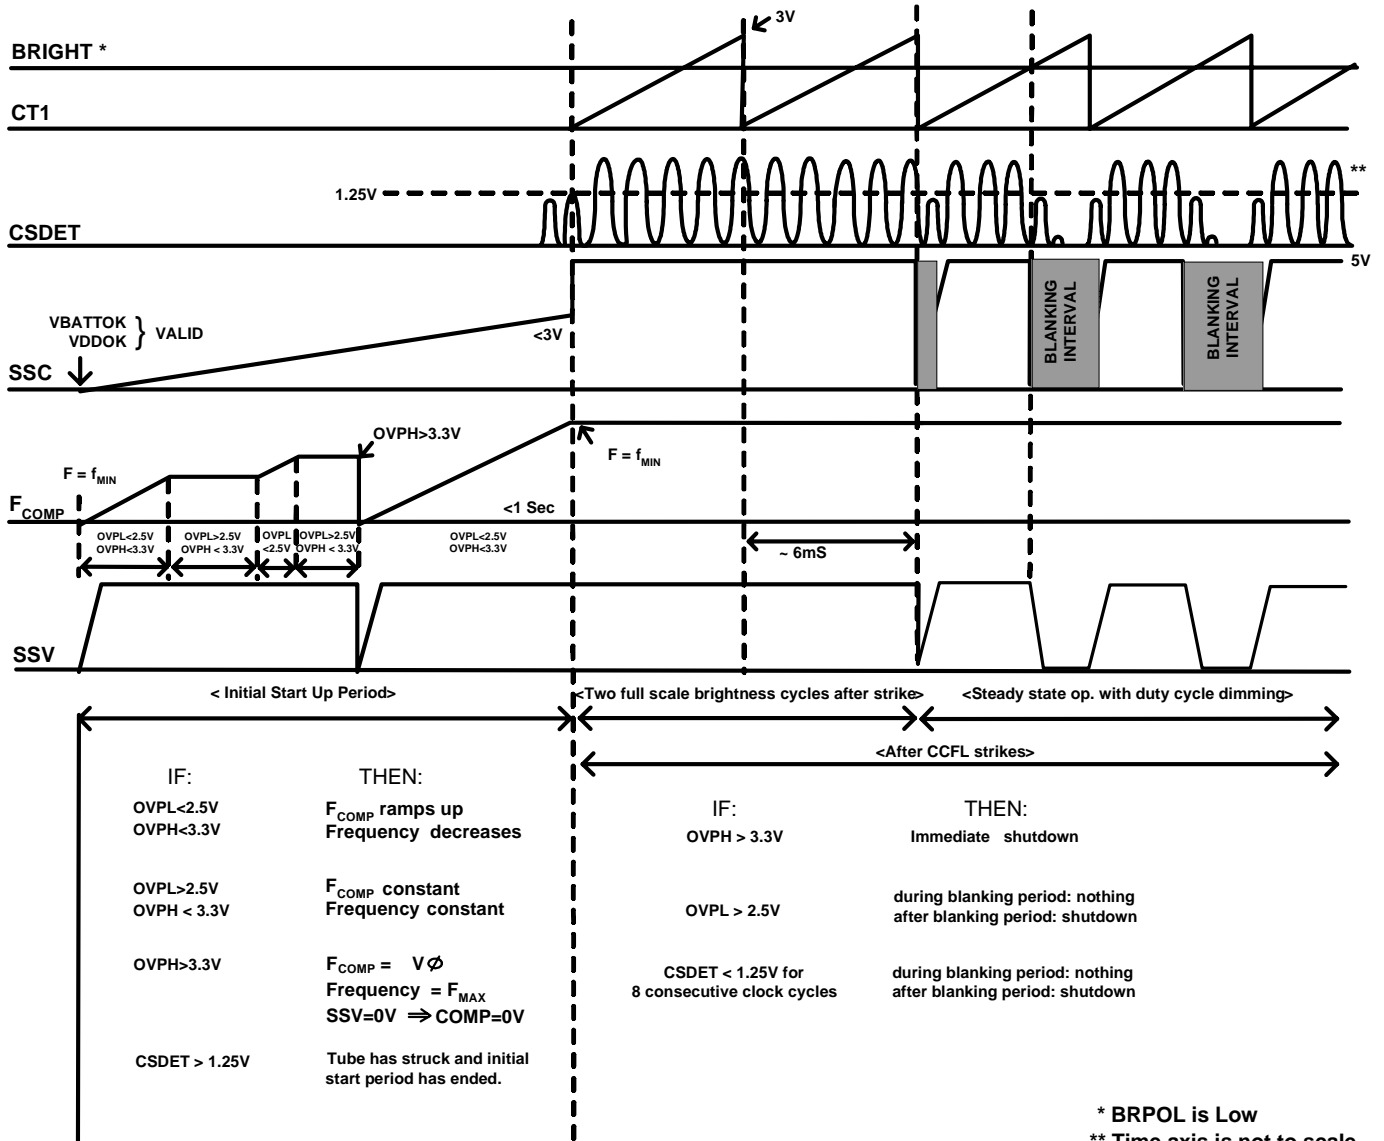 3V
BRIGHT *
CT1
**
1.25V
CSDET
5V
VBATTOK
VDDOK } VALID
<3V
BLANKING INTERVAL
BLANKING INTERVAL
SSC
OVPH>3.3V
F = fMIN
F = fMIN
FCOMP
<1 Sec
OVPL<2.5V OVPH<3.3V
OVPL>2.5V OVPH < 3.3V
OVPL <2.5V
OVPL>2.5V OVPH < 3.3V
OVPL<2.5V OVPH<3.3V
~ 6mS
SSV
< Initial Start Up Period>
<Two full scale brightness cycles after strike>
<Steady state op. with duty cycle dimming>
<After CCFL strikes>
IF: THEN:
OVPL<2.5V FCOMP ramps up
OVPH<3.3V Frequency decreases
OVPL>2.5V FCOMP constant
OVPH < 3.3V Frequency constant
OVPH>3.3V FCOMP = VØ
Frequency = FMAX
SSV=0V ⇒ COMP=0V
CSDET > 1.25V Tube has struck and initial
start period has ended.
IF: THEN:
OVPH > 3.3V Immediate shutdown
OVPL > 2.5V during blanking period: nothing
after blanking period: shutdown
CSDET < 1.25V for during blanking period: nothing
8 consecutive clock cycles after blanking period: shutdown
* BRPOL is Low
** Time axis is not to scale